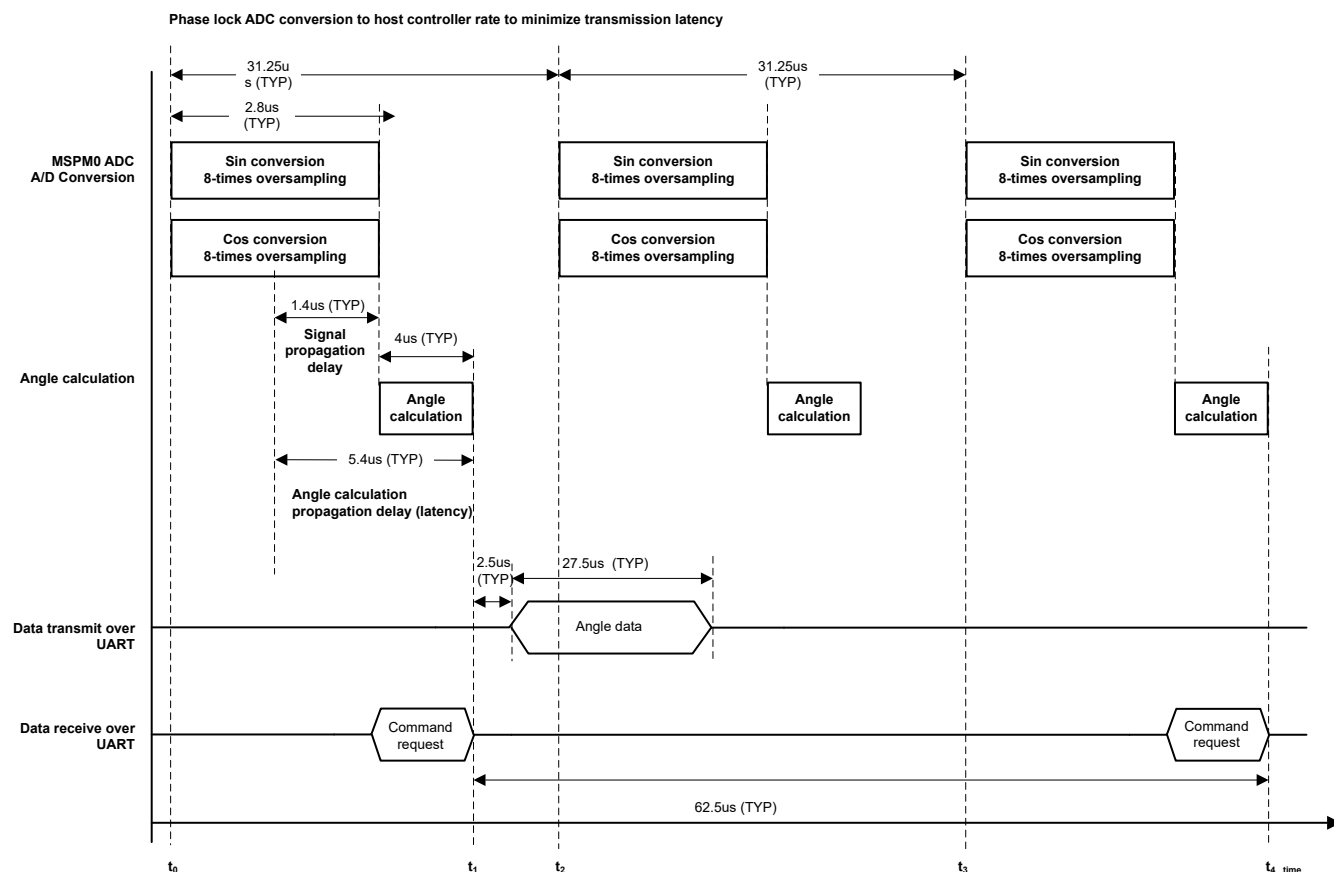 Phase lock ADC conversion to host controller rate to minimize transmission latency
31.25u
s (TYP)
31.25us
(TYP)
2.8us
(TYP)
MSPM0 ADC
A/D Conversion
Sin conversion
8-times oversampling
Sin conversion
8-times oversampling
Sin conversion
8-times oversampling
Cos conversion
8-times oversampling
Cos conversion
8-times oversampling
Cos conversion
8-times oversampling
1.4us (TYP)
Signal
propagation
delay
4us (TYP)
Angle calculation
Angle
calculation
Angle
calculation
Angle
calculation
5.4us (TYP)
Angle calculation
propagation delay (latency)
2.5us
(TYP)
27.5us (TYP)
Data transmit over
UART
Angle data
Data receive over
UART
Command
request
Command
request
62.5us (TYP)
t0
t1
t2
t3
t4
time